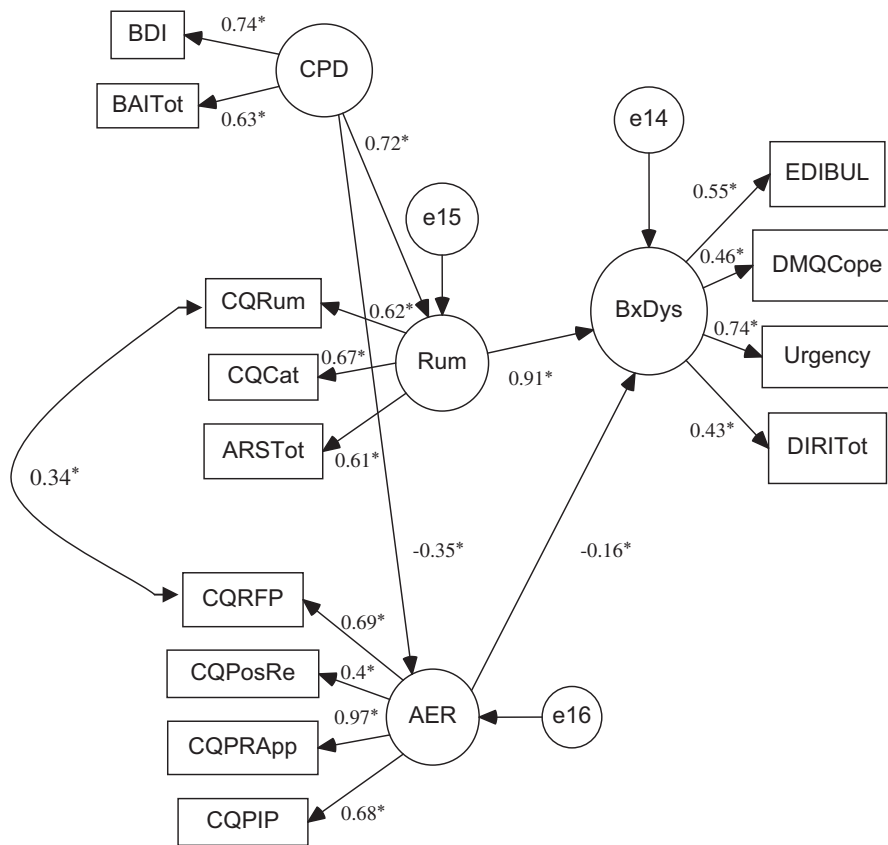 BDI
0.74*
CPD
BAITot
0.63*
e14
0.72*
EDIBUL
0.55*
e15
DMQCope
0.46*
CQRum
0.62*
BxDys
0.74*
Urgency
CQCat
0.67*
Rum
0.91*
ARSTot
0.61*
0.43*
DIRITot
0.34*
-0.35*
-0.16*
CQRFP
0.69*
CQPosRe
0.4*
AER
e16
0.97*
CQPRApp
CQPIP
0.68*